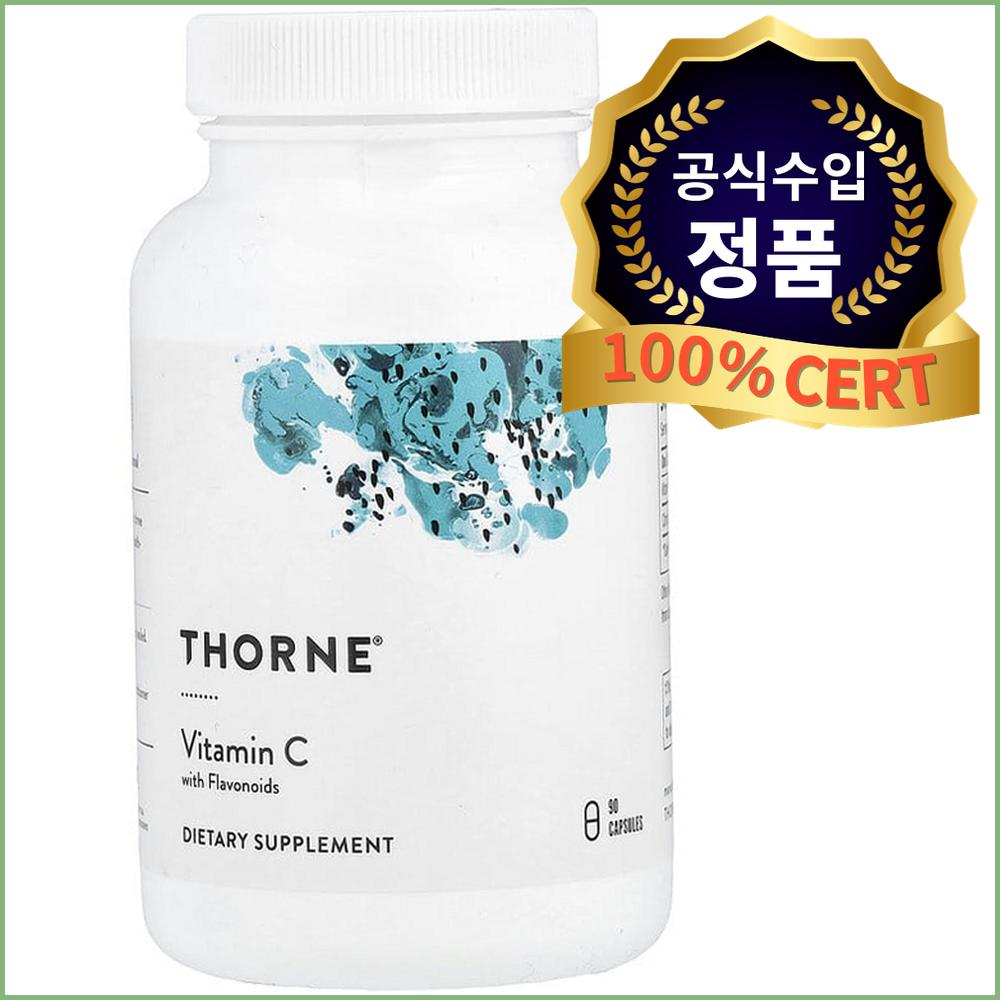 공식수입
정품
100% CERT
THORNE®
Vitamin C
with Flavonoids
DIETARY SUPPLEMENT
90
CAPSULES